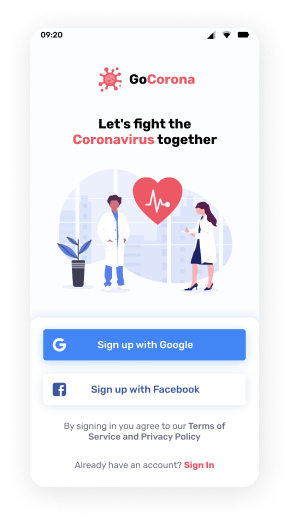 09:20
GoCorona
Let's fight the
Coronavirus together
Sign up with Google
Sign up with Facebook
By signing in you agree to our Terms of
Service and Privacy Policy
Already have an account? Sign In